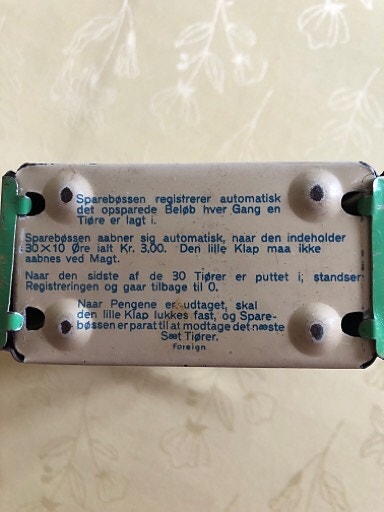 Sparebøssen registrerer automatisk
det opsparede Beløb hver Gang en
Tiøre er lagt i.
Sparebøssen aabner sig automatisk, naar den indeholder
30×10 Øre ialt Kr. 3,00. Den lille Klap maa ikke
aabnes ved Magt.
Naar den sidste af de 30 Tiører er puttet i; standser
Registreringen og gaar tilbage til 0.
Naar Pengene er udtaget, skal
den lille Klap lukkes fast, og Spare-
bøssen er parat til at modtage det næste
Sæt Tiører.
Foreign